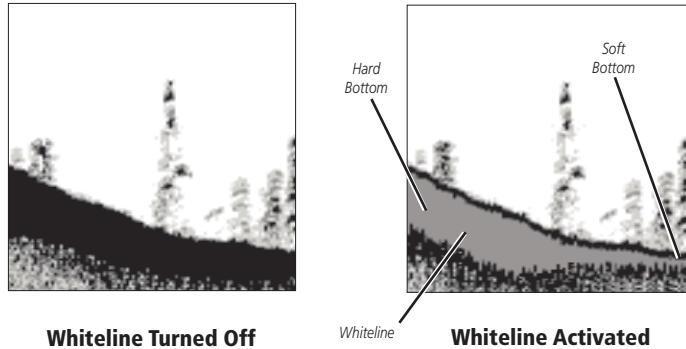 Hard
Bottom
Soft
Bottom
Whiteline
Whiteline Turned Off
Whiteline Activated